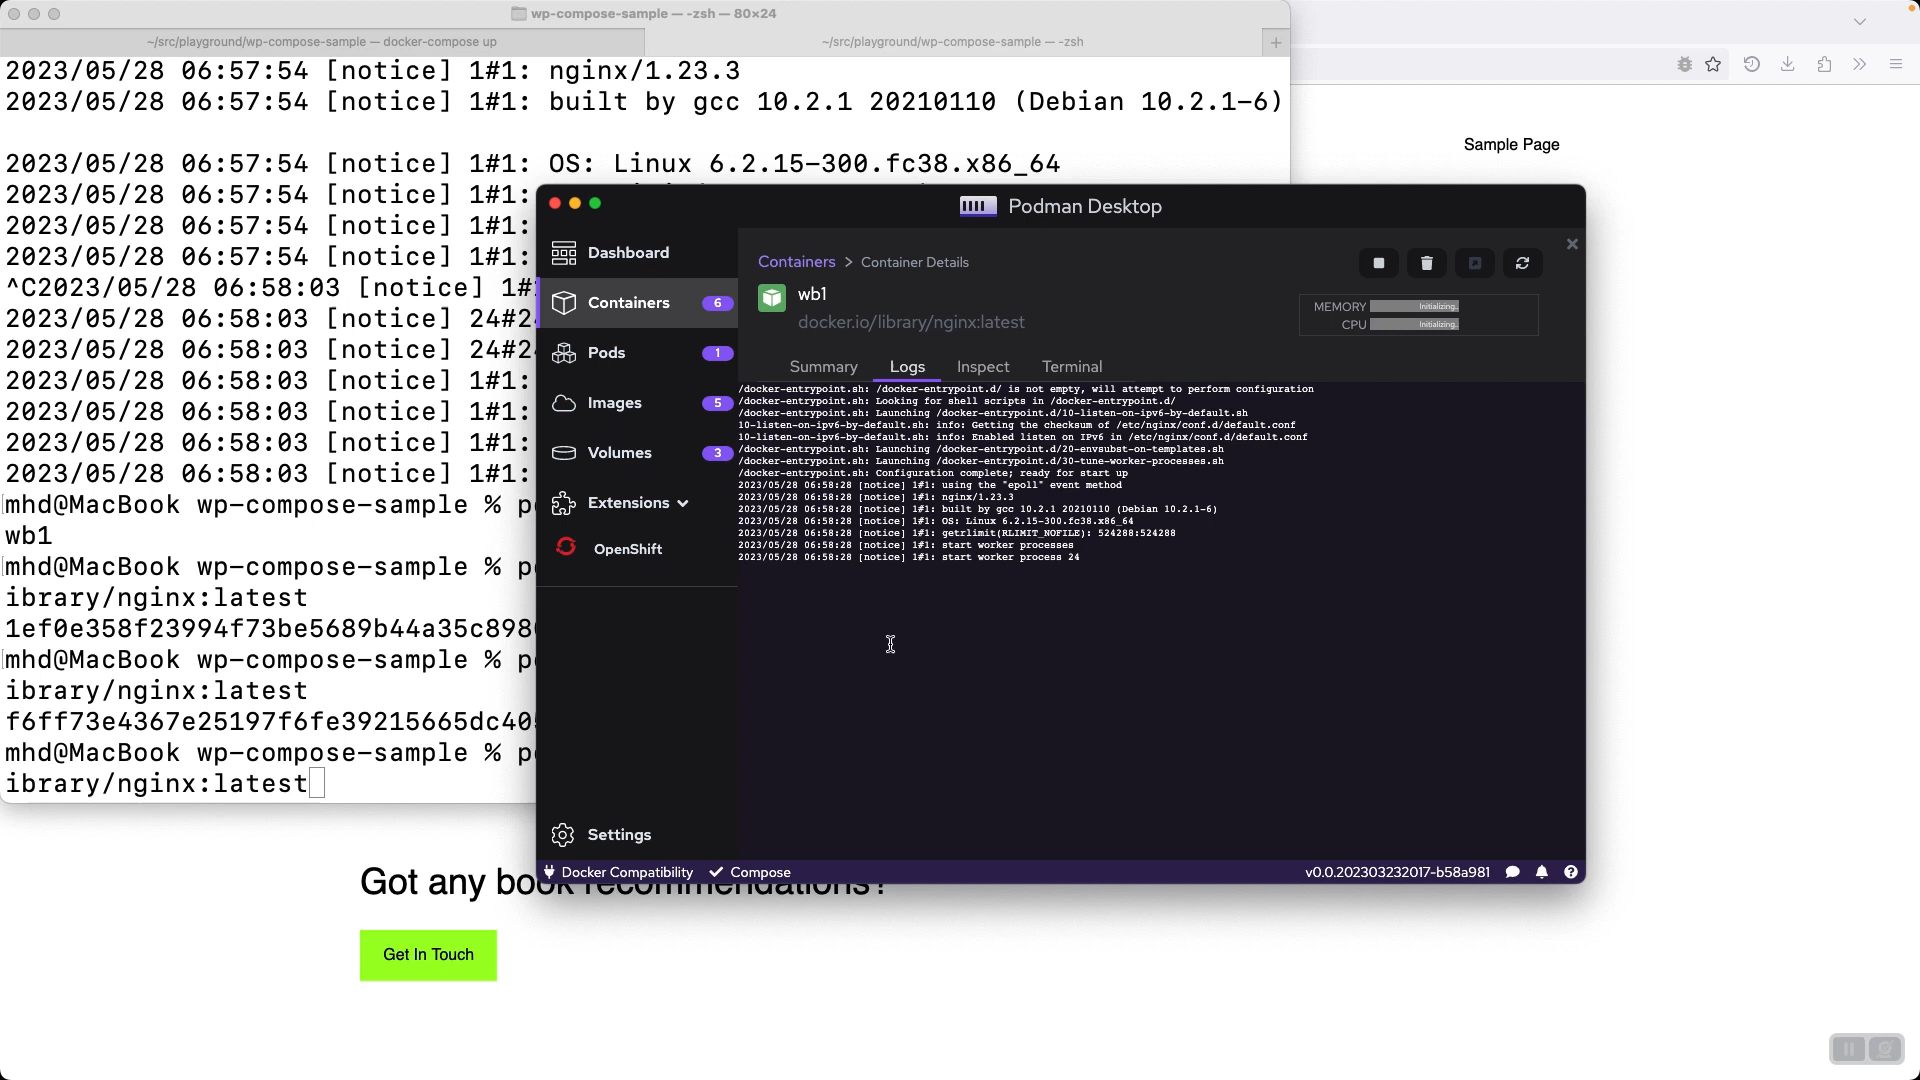 wp-compose-sample — -zsh — 80×24
~/src/playground/wp-compose-sample — docker-compose up
~/src/playground/wp-compose-sample — -zsh
2023/05/28 06:57:54 [notice] 1#1: nginx/1.23.3
2023/05/28 06:57:54 [notice] 1#1: built by gcc 10.2.1 20210110 (Debian 10.2.1-6)
2023/05/28 06:57:54 [notice] 1#1: OS: Linux 6.2.15-300.fc38.x86_64
2023/05/28 06:57:54 [notice] 1#1:
2023/05/28 06:57:54 [notice] 1#1:
2023/05/28 06:57:54 [notice] 1#1:
^C2023/05/28 06:58:03 [notice] 1#
2023/05/28 06:58:03 [notice] 24#2
2023/05/28 06:58:03 [notice] 24#2
2023/05/28 06:58:03 [notice] 1#1:
2023/05/28 06:58:03 [notice] 1#1:
2023/05/28 06:58:03 [notice] 1#1:
2023/05/28 06:58:03 [notice] 1#1:
mhd@MacBook wp-compose-sample % p
wb1
mhd@MacBook wp-compose-sample % p
ibrary/nginx:latest
1ef0e358f23994f73be5689b44a35c898
mhd@MacBook wp-compose-sample % p
ibrary/nginx:latest
f6ff73e4367e25197f6fe39215665dc40
mhd@MacBook wp-compose-sample % p
ibrary/nginx:latest
Sample Page
Podman Desktop
Dashboard
Containers 6
Pods 1
Images 5
Volumes 3
Extensions
OpenShift
Settings
Containers > Container Details
wb1
docker.io/library/nginx:latest
MEMORY Initializing..
CPU Initializing..
Summary Logs Inspect Terminal
/docker-entrypoint.sh: /docker-entrypoint.d/ is not empty, will attempt to perform configuration
/docker-entrypoint.sh: Looking for shell scripts in /docker-entrypoint.d/
/docker-entrypoint.sh: Launching /docker-entrypoint.d/10-listen-on-ipv6-by-default.sh
10-listen-on-ipv6-by-default.sh: info: Getting the checksum of /etc/nginx/conf.d/default.conf
10-listen-on-ipv6-by-default.sh: info: Enabled listen on IPv6 in /etc/nginx/conf.d/default.conf
/docker-entrypoint.sh: Launching /docker-entrypoint.d/20-envsubst-on-templates.sh
/docker-entrypoint.sh: Launching /docker-entrypoint.d/30-tune-worker-processes.sh
/docker-entrypoint.sh: Configuration complete; ready for start up
2023/05/28 06:58:28 [notice] 1#1: using the "epoll" event method
2023/05/28 06:58:28 [notice] 1#1: nginx/1.23.3
2023/05/28 06:58:28 [notice] 1#1: built by gcc 10.2.1 20210110 (Debian 10.2.1-6)
2023/05/28 06:58:28 [notice] 1#1: OS: Linux 6.2.15-300.fc38.x86_64
2023/05/28 06:58:28 [notice] 1#1: getrlimit(RLIMIT_NOFILE): 524288:524288
2023/05/28 06:58:28 [notice] 1#1: start worker processes
2023/05/28 06:58:28 [notice] 1#1: start worker process 24
Docker Compatibility Compose
v0.0.202303232017-b58a981
Got any book recommendations?
Get In Touch